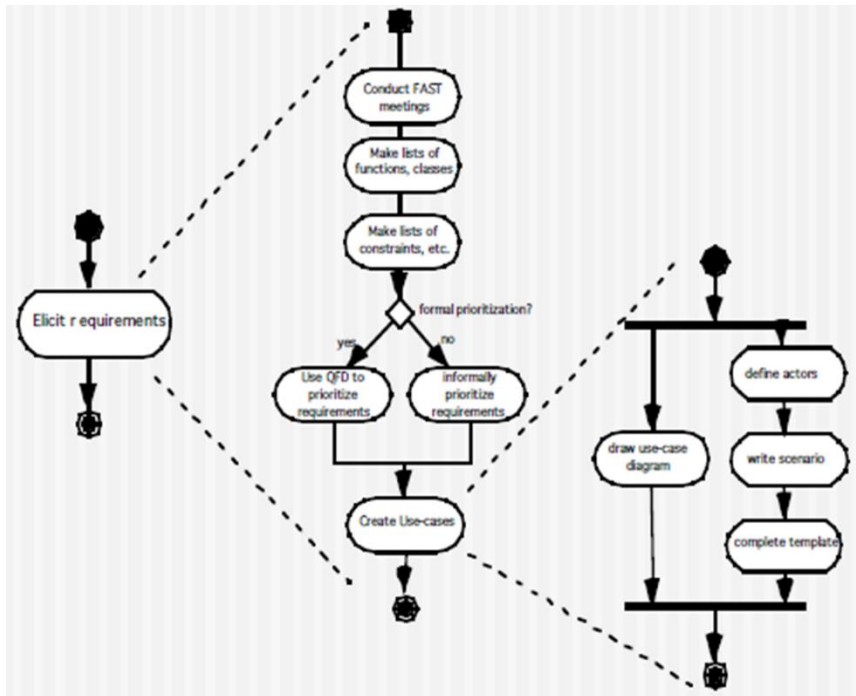 Elicit r equirements
Conduct FAST
meetings
Make lists of
functions, classes
Make lists of
constraints, etc.
formal prioritization?
yes
no
Use QFD to
prioritize
requirements
informally
prioritize
requirements
Create Use-cases
draw use-case
diagram
define actors
write scenario
complete template